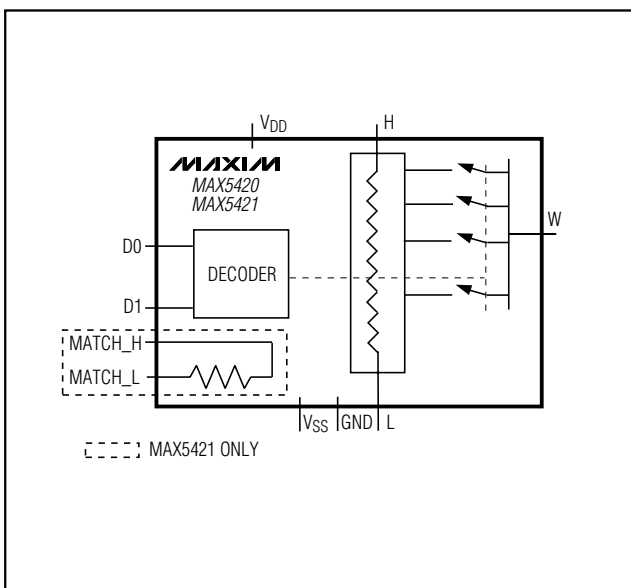 VDD
H
MAXIM
MAX5420
MAX5421
W
D0
DECODER
D1
MATCH_H
MATCH_L
VSS
GND
L
MAX5421 ONLY